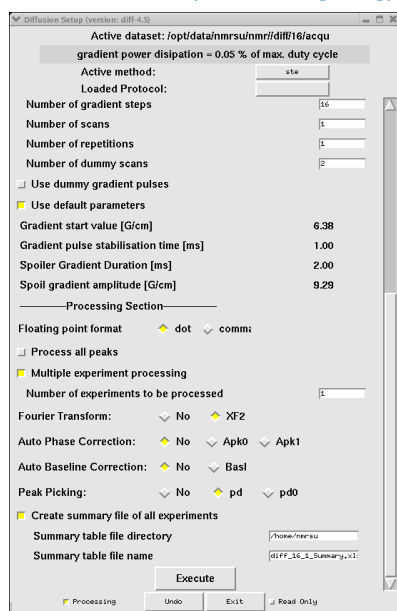 Diffusion Setup (version: diff-4.5)
Active dataset: /opt/data/nmrsu/nmr//diff/16/acqu
gradient power disipation = 0.05 % of max. duty cycle
Active method: ste
Loaded Protocol:
Number of gradient steps 16
Number of scans 1
Number of repetitions 1
Number of dummy scans 2
Use dummy gradient pulses
Use default parameters
Gradient start value [G/cm] 6.38
Gradient pulse stabilisation time [ms] 1.00
Spoiler Gradient Duration [ms] 2.00
Spoil gradient amplitude [G/cm] 9.29
Processing Section
Floating point format dot comma
Process all peaks
Multiple experiment processing
Number of experiments to be processed 1
Fourier Transform: No XF2
Auto Phase Correction: No Apk0 Apk1
Auto Baseline Correction: No Basl
Peak Picking: No pd pd0
Create summary file of all experiments
Summary table file directory /home/nmrsu
Summary table file name diff_16_1_Summary.xl
Execute
Processing Undo Exit Read Only